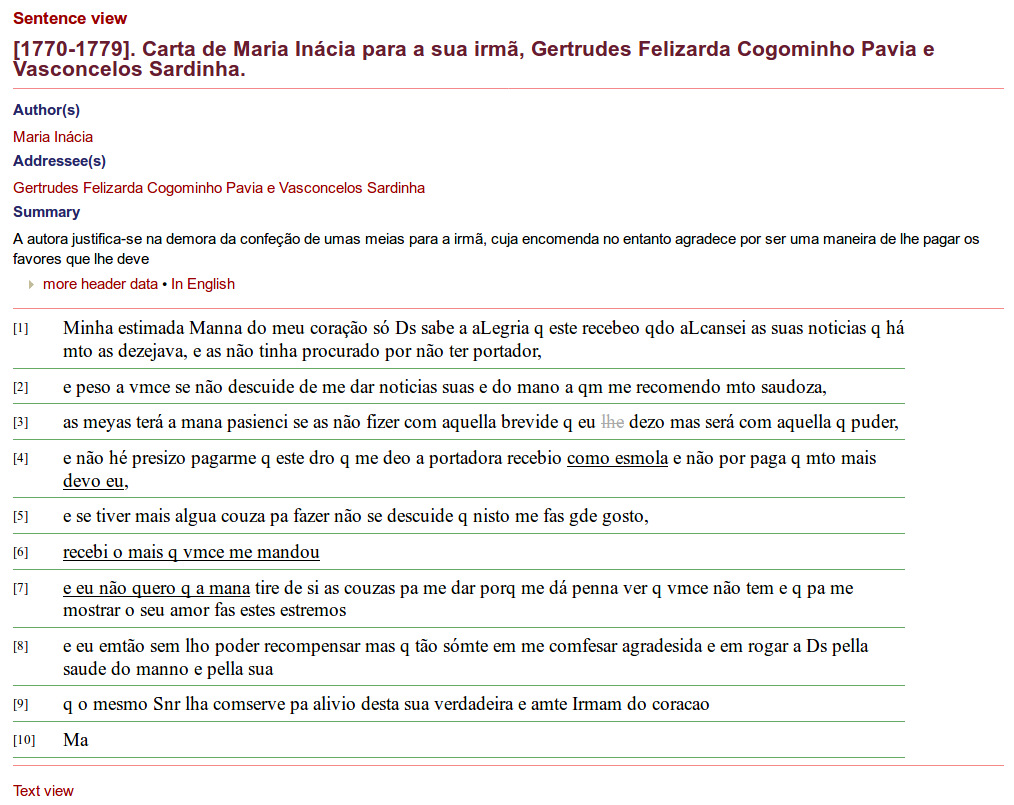 Sentence view
[1770-1779]. Carta de Maria Inácia para a sua irmã, Gertrudes Felizarda Cogominho Pavia e
Vasconcelos Sardinha.
Author(s)
Maria Inácia
Addressee(s)
Gertrudes Felizarda Cogominho Pavia e Vasconcelos Sardinha
Summary
A autora justifica-se na demora da confeção de umas meias para a irmã, cuja encomenda no entanto agradece por ser uma maneira de lhe pagar os
favores que lhe deve
more header data • In English
[1] Minha estimada Manna do meu coração só Ds sabe a aLegria q este recebeo qdo aLcansei as suas noticias q há
mto as dezejava, e as não tinha procurado por não ter portador,
[2] e peso a vmce se não descuide de me dar noticias suas e do mano a qm me recomendo mto saudoza,
[3] as meyas terá a mana pasienci se as não fizer com aquella brevide q eu lhe dezo mas será com aquella q puder,
[4] e não hé presizo pagarme q este dro q me deo a portadora recebio como esmola e não por paga q mto mais
devo eu,
[5] e se tiver mais algua couza pa fazer não se descuide q nisto me fas gde gosto,
[6] recebi o mais q vmce me mandou
[7] e eu não quero q a mana tire de si as couzas pa me dar porq me dá penna ver q vmce não tem e q pa me
mostrar o seu amor fas estes estremos
[8] e eu emtão sem lho poder recompensar mas q tão sómte em me comfesar agradesida e em rogar a Ds pella
saude do manno e pella sua
[9] q o mesmo Snr lha comserve pa alivio desta sua verdadeira e amte Irmam do coracao
[10] Ma
Text view